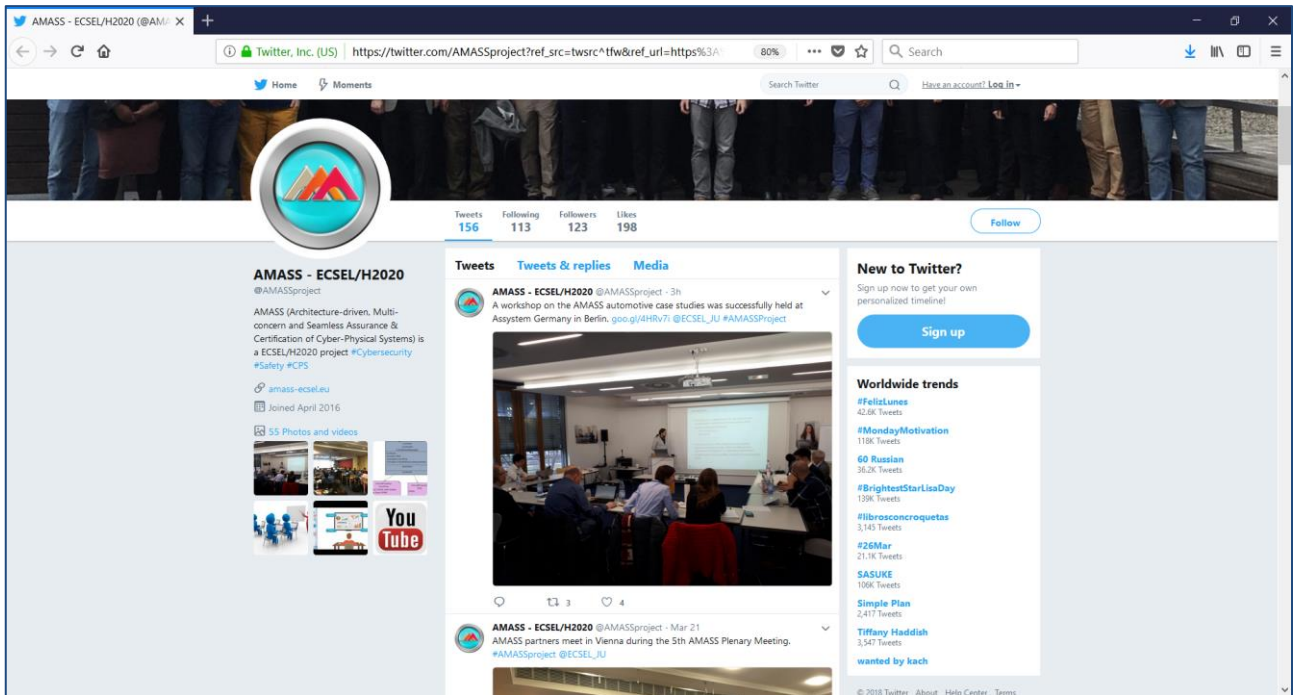 AMASS - ECSEL/H2020 (@AMA
Twitter, Inc. (US)
https://twitter.com/AMASSproject?ref_src=twsrc^tfw&ref_url=https%3A
80%
Search
Home
Moments
Search Twitter
Have an account? Log in
Tweets
Following
Followers
Likes
156
113
123
198
Follow
AMASS - ECSEL/H2020
@AMASSproject
AMASS (Architecture-driven, Multi-
concern and Seamless Assurance &
Certification of Cyber-Physical Systems) is
a ECSEL/H2020 project #Cybersecurity
#Safety #CPS
amass-ecsel.eu
Joined April 2016
55 Photos and videos
You
Tube
Tweets
Tweets & replies
Media
AMASS - ECSEL/H2020 @AMASSproject · 3h
A workshop on the AMASS automotive case studies was successfully held at
Assystem Germany in Berlin. goo.gl/4HRv7i @ECSEL_JU #AMASSProject
3
4
AMASS - ECSEL/H2020 @AMASSproject · Mar 21
AMASS partners meet in Vienna during the 5th AMASS Plenary Meeting.
#AMASSproject @ECSEL_JU
New to Twitter?
Sign up now to get your own
personalized timeline!
Sign up
Worldwide trends
#FelizLunes
42.6K Tweets
#MondayMotivation
118K Tweets
60 Russian
36.2K Tweets
#BrightestStarLisaDay
139K Tweets
#librosconcroquetas
3,145 Tweets
#26Mar
21.1K Tweets
SASUKE
106K Tweets
Simple Plan
2,417 Tweets
Tiffany Haddish
3,547 Tweets
wanted by kach
© 2018 Twitter About Help Center Terms